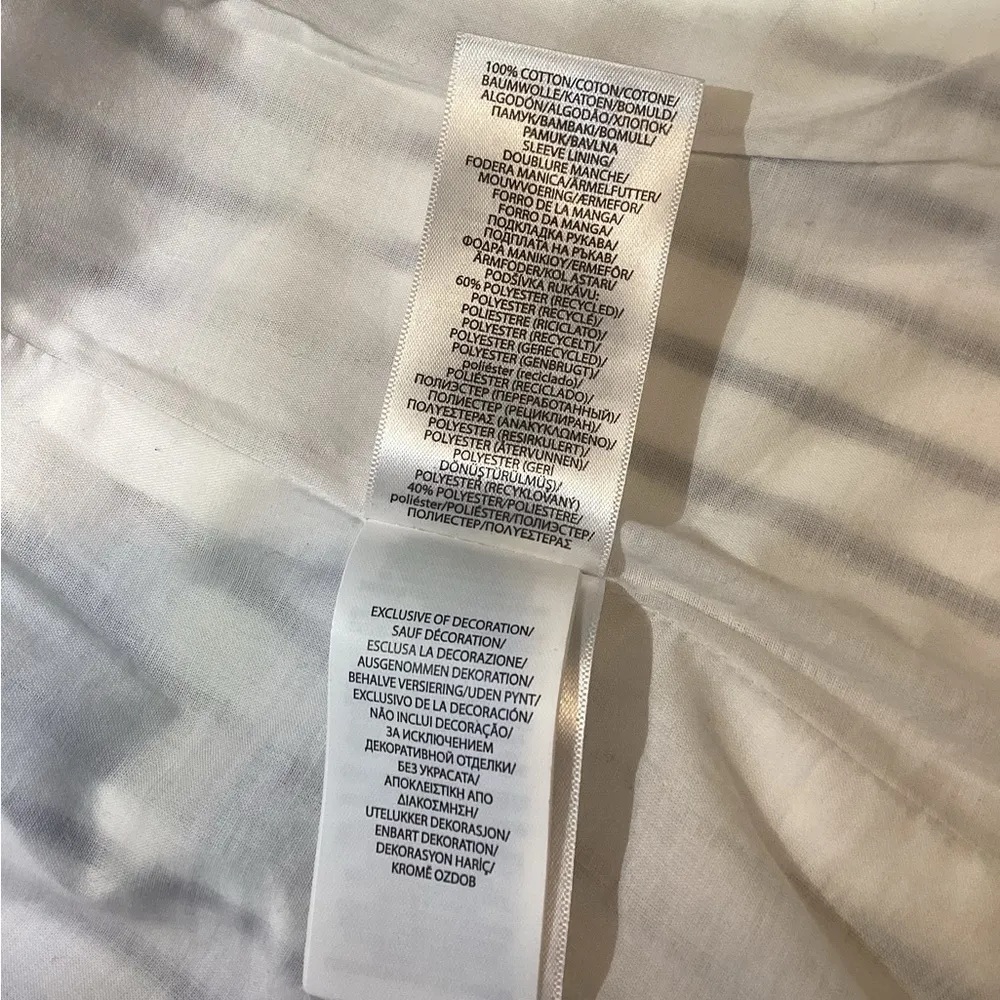 100% COTTON/COTON/COTONE/
BAUMWOLLE/KATOEN/BOMULD/
ALGODÓN/ALGODÃO/ХЛОПОК/
ПАМУК/BAMBAKI/BOMULL/
PAMUK/BAVLNA
SLEEVE LINING/
DOUBLURE MANCHE/
FODERA MANICA/ÄRMELFUTTER/
MOUWVOERING/ÆRMEFOR/
FORRO DE LA MANGA/
FORRO DA MANGA/
ПОДКЛАДКА РУКАВА/
ПОДПЛАТА НА РЪКАВ/
ΦΟΔΡΑ ΜΑΝΙΚΙΟΥ/ERMEFÔR/
ÄRMFODER/KOL ASTARI/
PODŠÍVKA RUKÁVU:
60% POLYESTER (RECYCLED)/
POLYESTER (RECYCLÉ)/
POLIESTERE (RICICLATO)/
POLYESTER (RECYCELT)/
POLYESTER (GERECYCLED)/
POLYESTER (GENBRUGT)/
poliéster (reciclado)/
POLIÉSTER (RECICLADO)/
ПОЛИЭСТЕР (ПЕРЕРАБОТАННЫЙ)/
ПОЛИЕСТЕР (РЕЦИКЛИРАН)/
ΠΟΛΥΕΣΤΕΡΑΣ (ΑΝΑΚΥΚΛΩΜΕΝΟ)/
POLYESTER (RESIRKULERT)/
POLYESTER (ÅTERVUNNEN)/
POLYESTER (GERİ
DÖNÜŞTÜRÜLMÜŞ)/
POLYESTER (RECYKLOVANÝ)
40% POLYESTER/POLIESTERE/
poliéster/POLIÉSTER/ПОЛИЭСТЕР/
ПОЛИЕСТЕР/ΠΟΛΥΕΣΤΕΡΑΣ
EXCLUSIVE OF DECORATION/
SAUF DÉCORATION/
ESCLUSA LA DECORAZIONE/
AUSGENOMMEN DEKORATION/
BEHALVE VERSIERING/UDEN PYNT/
EXCLUSIVO DE LA DECORACIÓN/
NÃO INCLUI DECORAÇÃO/
ЗА ИСКЛЮЧЕНИЕМ
ДЕКОРАТИВНОЙ ОТДЕЛКИ/
БЕЗ УКРАСАТА/
ΑΠΟΚΛΕΙΣΤΙΚΗ ΑΠΟ
ΔΙΑΚΟΣΜΗΣΗ/
UTELUKKER DEKORASJON/
ENBART DEKORATION/
DEKORASYON HARİÇ/
KROMĚ OZDOB